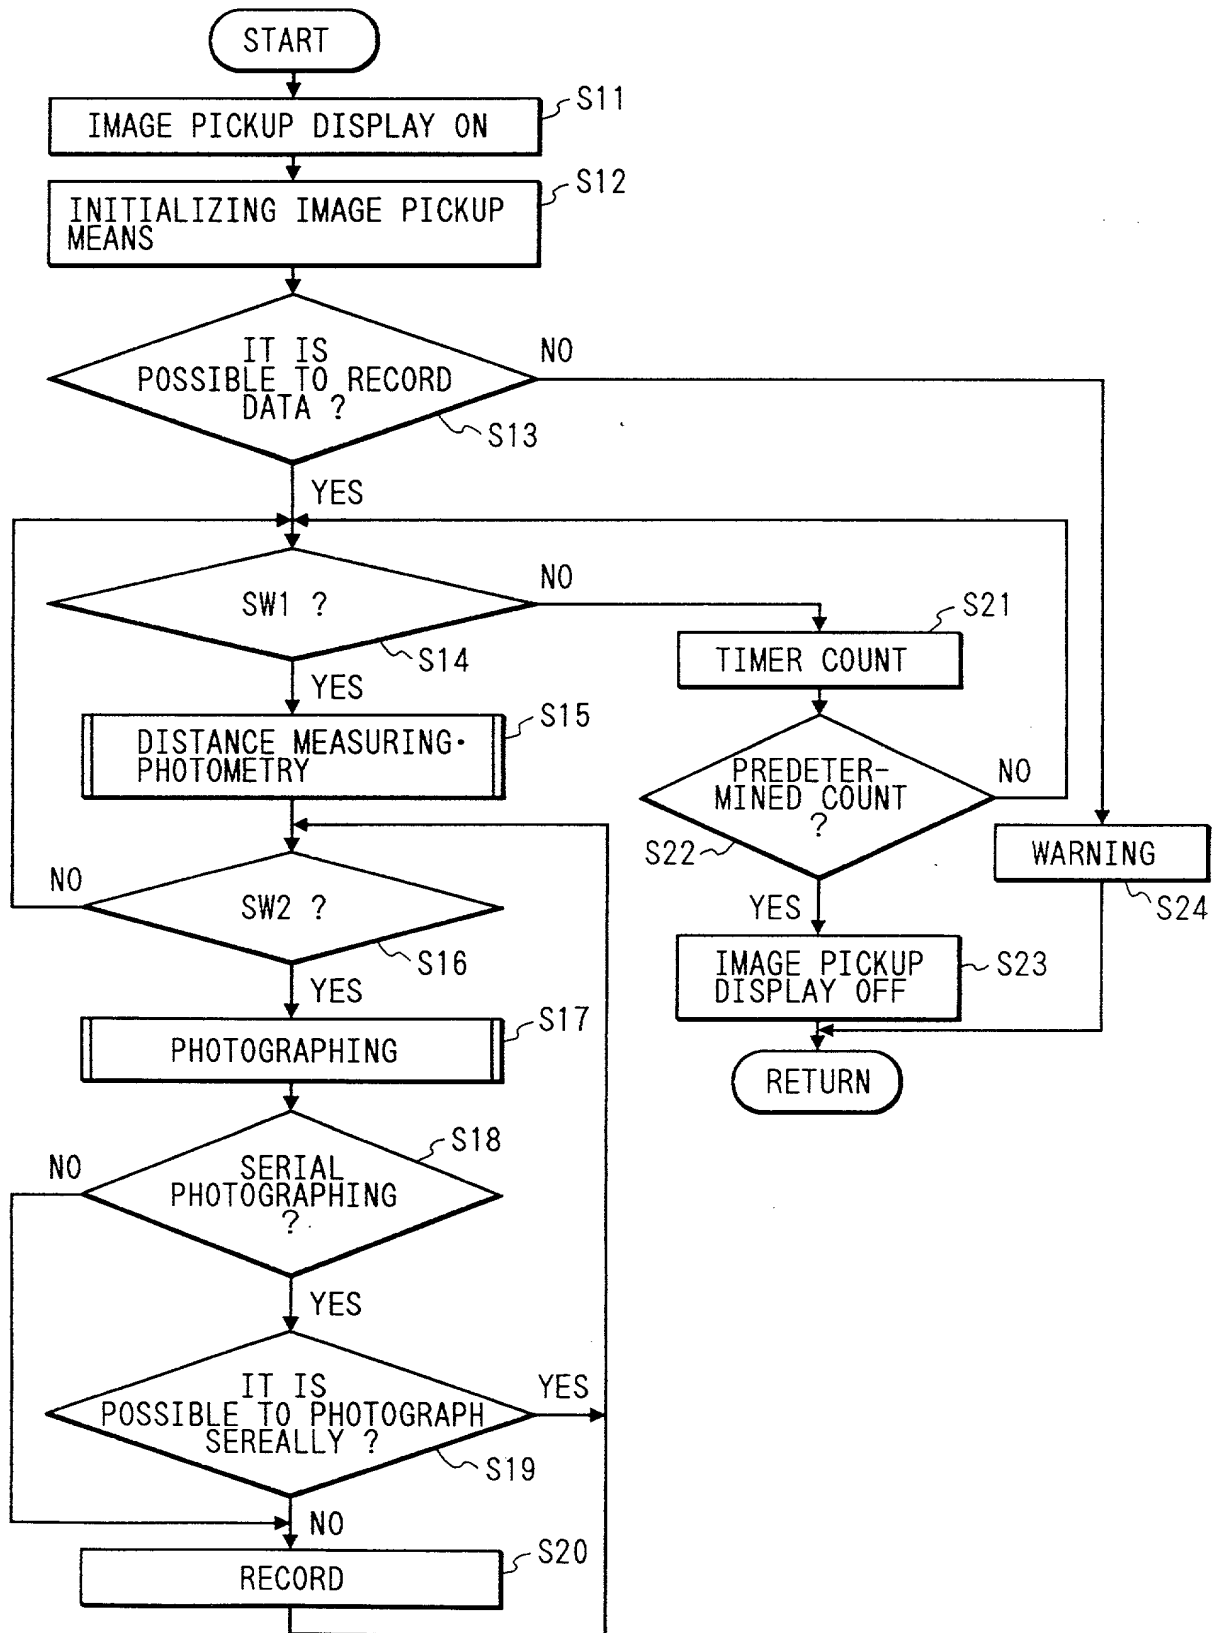 START
IMAGE PICKUP DISPLAY ON
S11
INITIALIZING IMAGE PICKUP
MEANS
S12
IT IS
POSSIBLE TO RECORD
DATA ?
NO
S13
YES
SW1 ?
NO
S14
YES
S21
TIMER COUNT
DISTANCE MEASURING·
PHOTOMETRY
S15
PREDETER-
MINED COUNT
?
NO
S22
YES
WARNING
S24
NO
SW2 ?
S16
YES
IMAGE PICKUP
DISPLAY OFF
S23
PHOTOGRAPHING
S17
RETURN
S18
NO
SERIAL
PHOTOGRAPHING
?
YES
IT IS
POSSIBLE TO PHOTOGRAPH
SEREALLY ?
YES
S19
NO
RECORD
S20